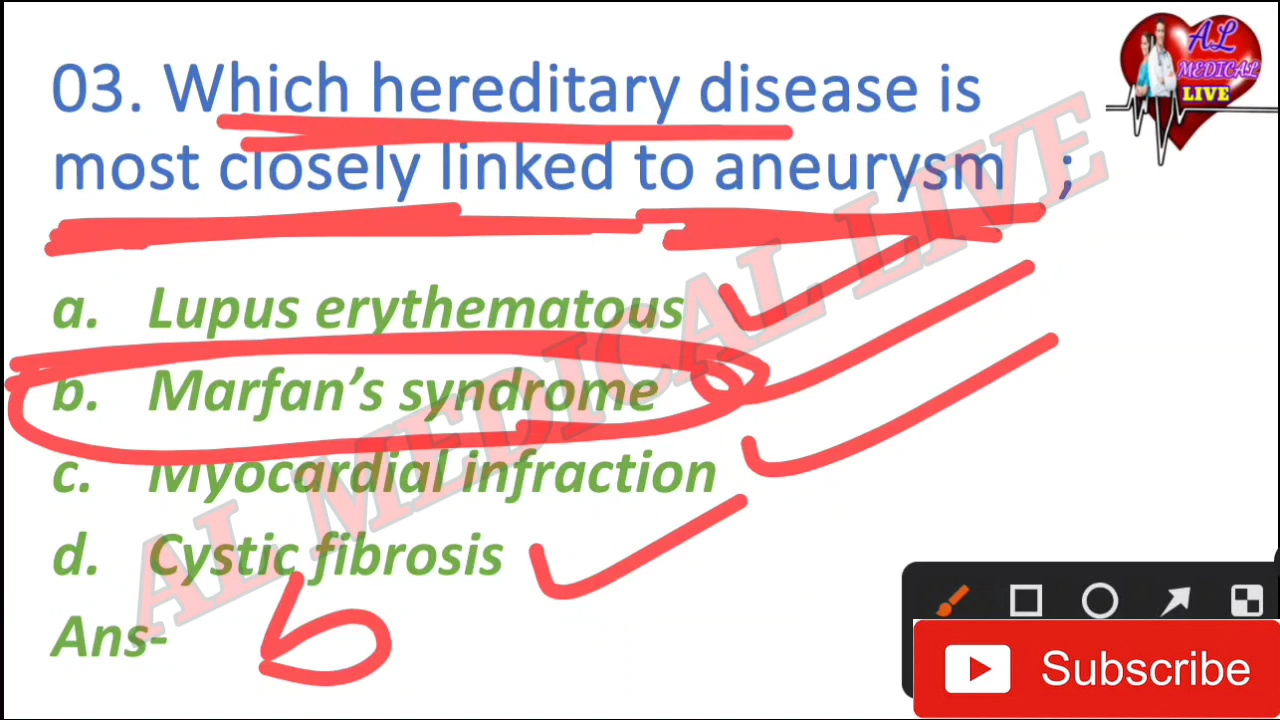 03. Which hereditary disease is
most closely linked to aneurysm ;
a. Lupus erythematous
b. Marfan's syndrome
c. Myocardial infraction
d. Cystic fibrosis
Ans- b
AL MEDICAL LIVE
AL
MEDICAL
LIVE
Subscribe